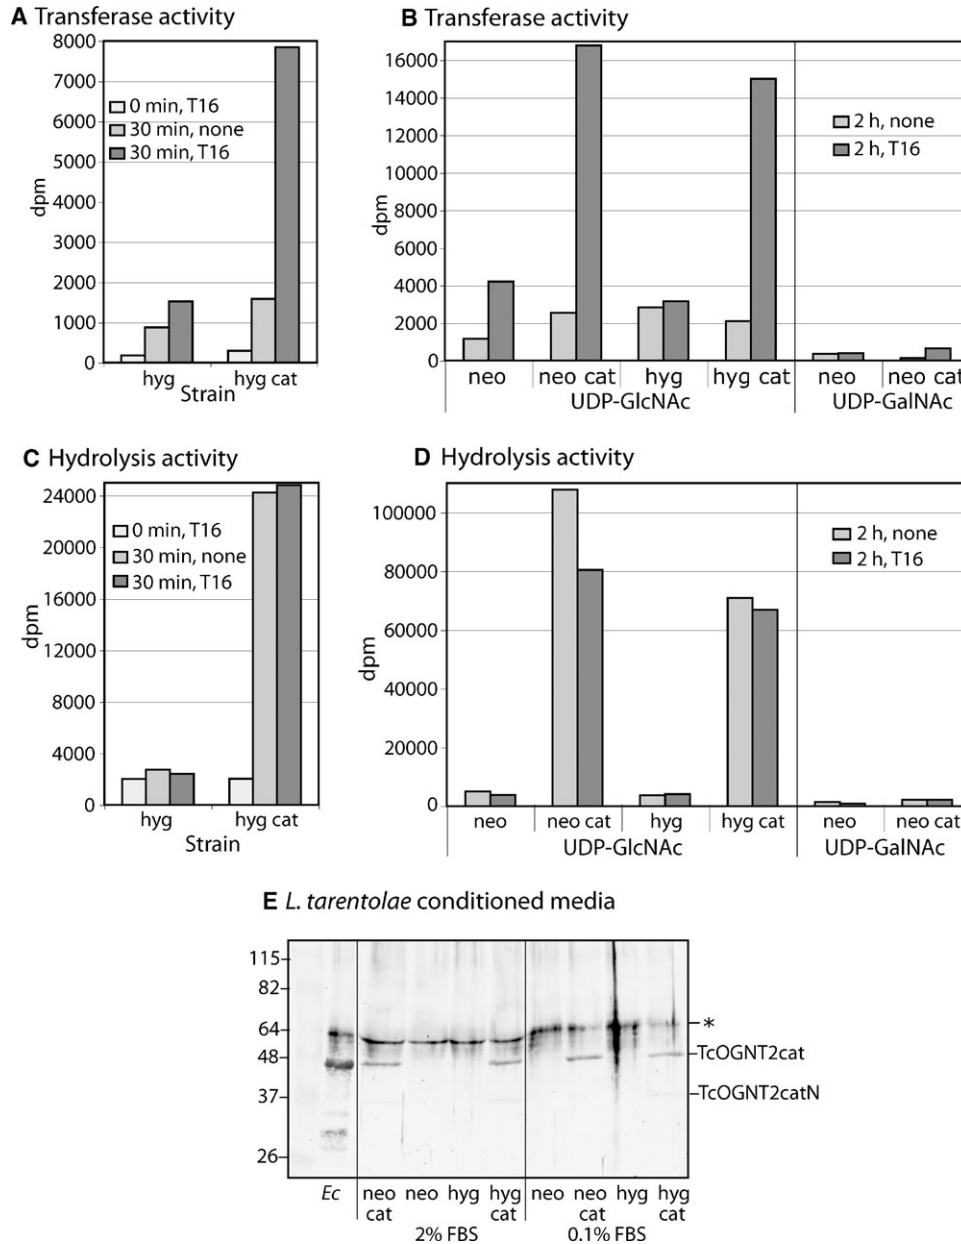 A Transferase activity
8000
7000
6000
5000
4000
3000
2000
1000
0
dpm
0 min, T16
30 min, none
30 min, T16
hyg
hyg cat
Strain
B Transferase activity
16000
14000
12000
10000
8000
6000
4000
2000
0
dpm
2 h, none
2 h, T16
neo
neo cat
hyg
hyg cat
neo
neo cat
UDP-GlcNAc
UDP-GalNAc
C Hydrolysis activity
24000
20000
16000
12000
8000
4000
0
dpm
0 min, T16
30 min, none
30 min, T16
hyg
hyg cat
Strain
D Hydrolysis activity
100000
80000
60000
40000
20000
0
dpm
2 h, none
2 h, T16
neo
neo cat
hyg
hyg cat
neo
neo cat
UDP-GlcNAc
UDP-GalNAc
E L. tarentolae conditioned media
115
82
64
48
37
26
*
TcOGNT2cat
TcOGNT2catN
Ec
neo cat
neo
hyg
hyg cat
neo
neo cat
hyg
hyg cat
2% FBS
0.1% FBS